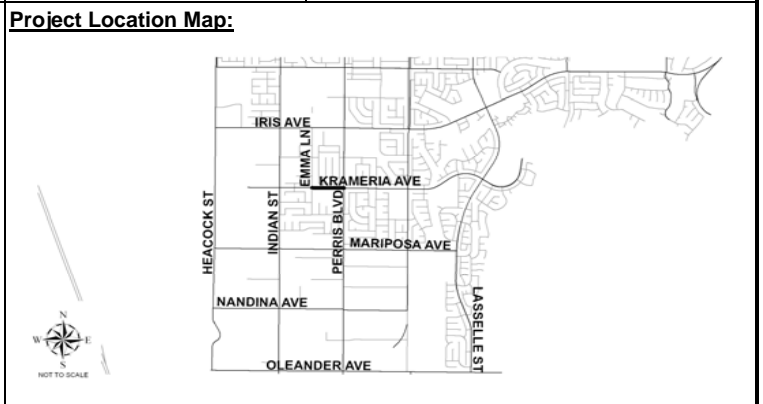 Project Location Map:
IRIS AVE
EMMA LN
KRAMERIA AVE
HEACOCK ST
INDIAN ST
PERRIS BLVD
MARIPOSA AVE
NANDINA AVE
LASSELLE ST
OLEANDER AVE
N
W E
S
NOT TO SCALE